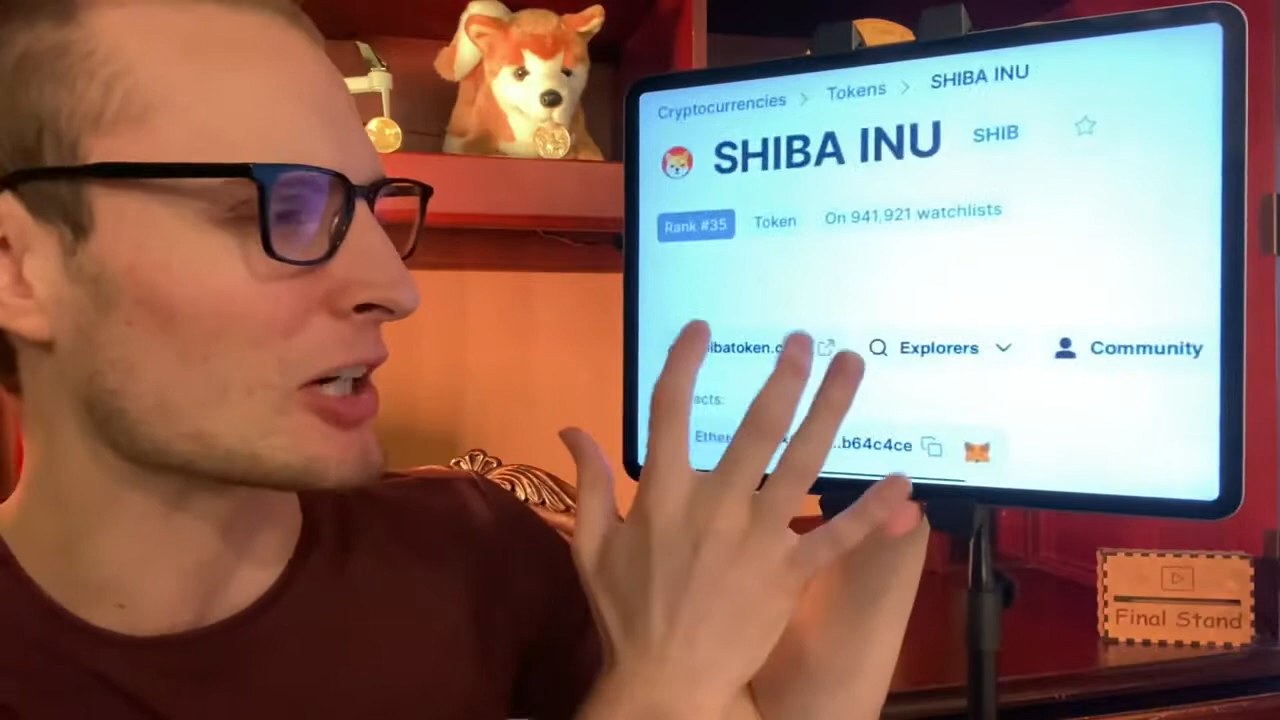 Cryptocurrencies > Tokens > SHIBA INU
SHIBA INU SHIB
Rank #35 Token On 941,921 watchlists
Explorers Community
...b64c4ce
Final Stand